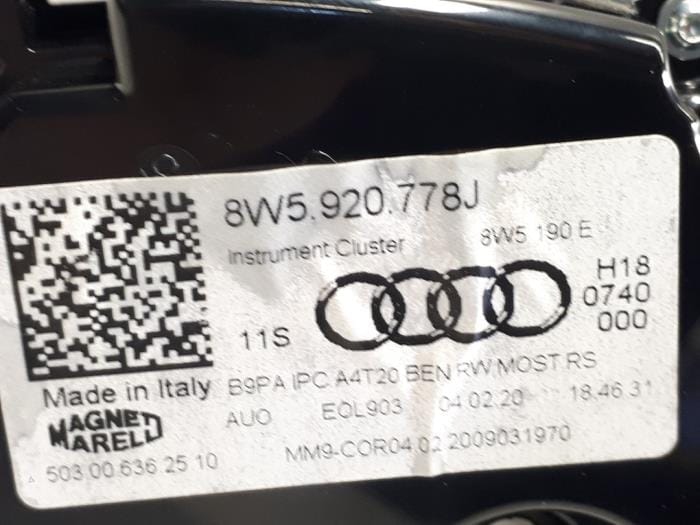 8W5.920.778J
Instrument Cluster
8W5 190 E
H18
0740
000
11S
Made in Italy
B9PA IPC A4T20 BEN RW MOST RS
MAGNETI
MARELLI
AUO EOL903 04.02.20 18.46.31
503.00.636.25 10
MM9-COR04.02.2009031970